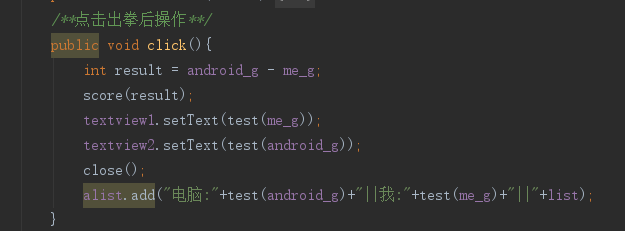 /**点击出拳后操作**/
public void click(){
int result = android_g - me_g;
score(result);
textview1.setText(test(me_g));
textview2.setText(test(android_g));
close();
alist.add("电脑:"+test(android_g)+"||我:"+test(me_g)+"||"+list);
}